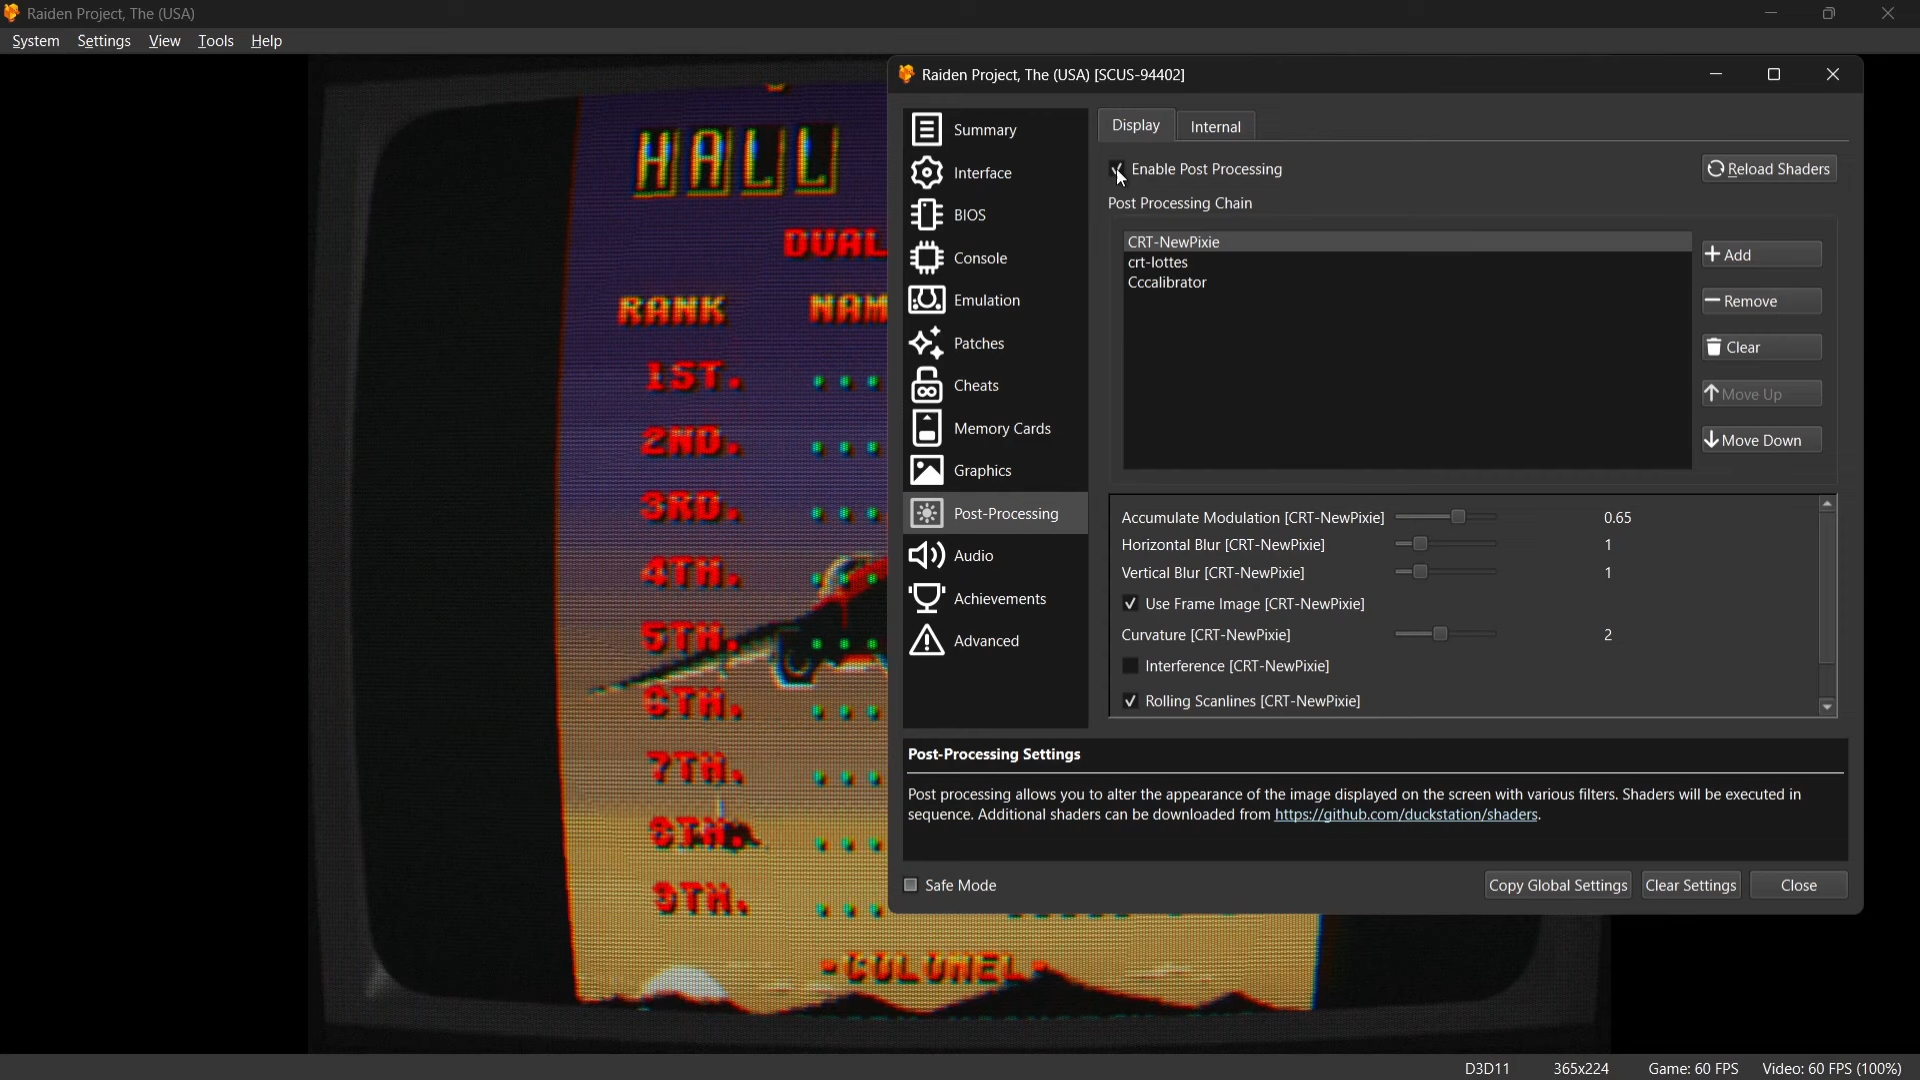 Raiden Project, The (USA)
System Settings View Tools Help
HALL
DUAL
RANK NAM
1ST. ...
2ND. ...
3RD. ...
4TH. ...
5TH. ...
6TH. ...
7TH. ...
8TH. ...
9TH. ...
Raiden Project, The (USA) [SCUS-94402]
Summary
Interface
BIOS
Console
Emulation
Patches
Cheats
Memory Cards
Graphics
Post-Processing
Audio
Achievements
Advanced
Display Internal
Enable Post Processing
Reload Shaders
Post Processing Chain
CRT-NewPixie
crt-lottes
Cccalibrator
Add
Remove
Clear
Move Up
Move Down
Accumulate Modulation [CRT-NewPixie] 0.65
Horizontal Blur [CRT-NewPixie] 1
Vertical Blur [CRT-NewPixie] 1
Use Frame Image [CRT-NewPixie]
Curvature [CRT-NewPixie] 2
Interference [CRT-NewPixie]
Rolling Scanlines [CRT-NewPixie]
Post-Processing Settings
Post processing allows you to alter the appearance of the image displayed on the screen with various filters. Shaders will be executed in
sequence. Additional shaders can be downloaded from https://github.com/duckstation/shaders.
Safe Mode
Copy Global Settings Clear Settings Close
D3D11 365x224 Game: 60 FPS Video: 60 FPS (100%)